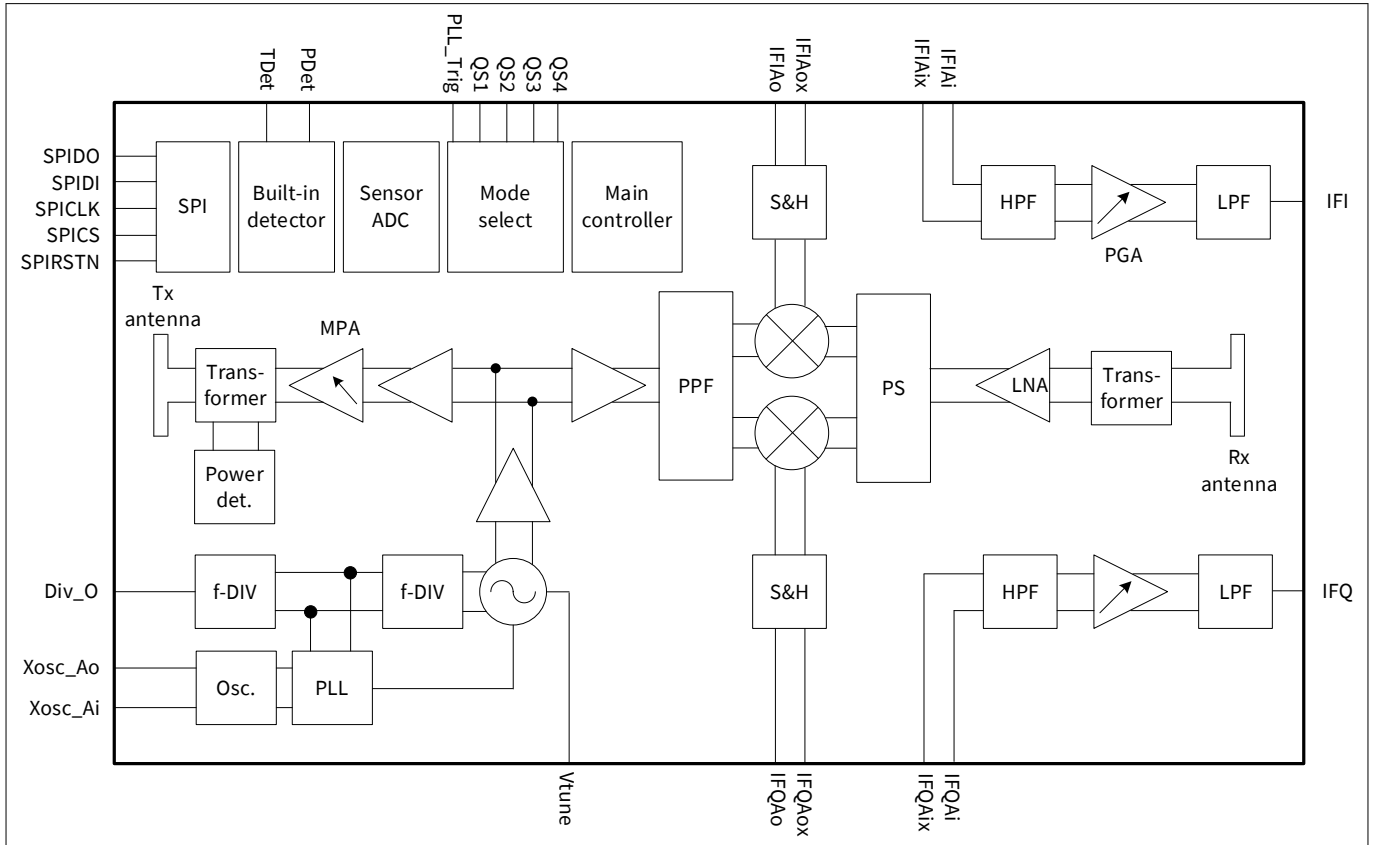 TDet
PDet
PLL_Trig
QS1
QS2
QS3
QS4
IFIAo
IFIAox
IFIAix
IFIAi
SPIDO
SPIDI
SPICLK
SPICS
SPIRSTN
SPI
Built-in
detector
Sensor
ADC
Mode
select
Main
controller
S&H
HPF
PGA
LPF
IFI
Tx
antenna
Trans-
former
MPA
PPF
PS
LNA
Trans-
former
Rx
antenna
Power
det.
Div_O
f-DIV
f-DIV
S&H
HPF
LPF
IFQ
Xosc_Ao
Xosc_Ai
Osc.
PLL
Vtune
IFQAo
IFQAox
IFQAix
IFQAi